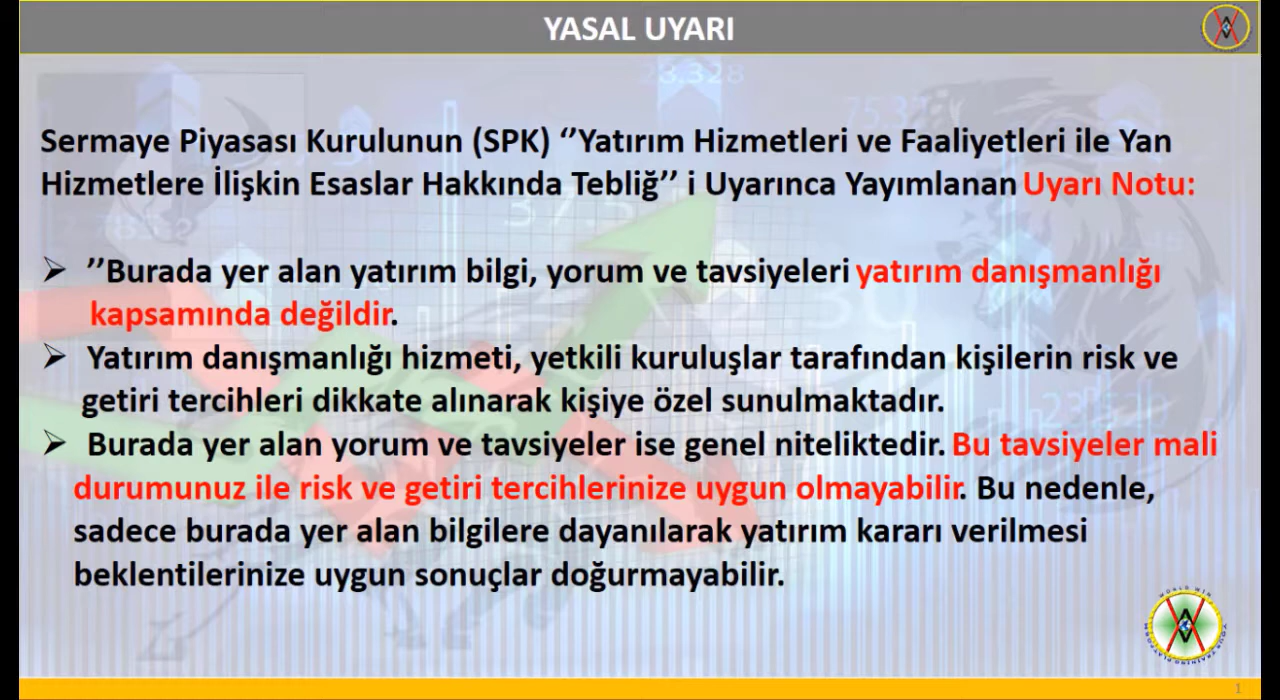 YASAL UYARI
Sermaye Piyasası Kurulunun (SPK) ‘’Yatırım Hizmetleri ve Faaliyetleri ile Yan
Hizmetlere İlişkin Esaslar Hakkında Tebliğ’’ i Uyarınca Yayımlanan Uyarı Notu:
➢ ’’Burada yer alan yatırım bilgi, yorum ve tavsiyeleri yatırım danışmanlığı
kapsamında değildir.
➢ Yatırım danışmanlığı hizmeti, yetkili kuruluşlar tarafından kişilerin risk ve
getiri tercihleri dikkate alınarak kişiye özel sunulmaktadır.
➢ Burada yer alan yorum ve tavsiyeler ise genel niteliktedir. Bu tavsiyeler mali
durumunuz ile risk ve getiri tercihlerinize uygun olmayabilir. Bu nedenle,
sadece burada yer alan bilgilere dayanılarak yatırım kararı verilmesi
beklentilerinize uygun sonuçlar doğurmayabilir.
23.328
WORLD WIN
1